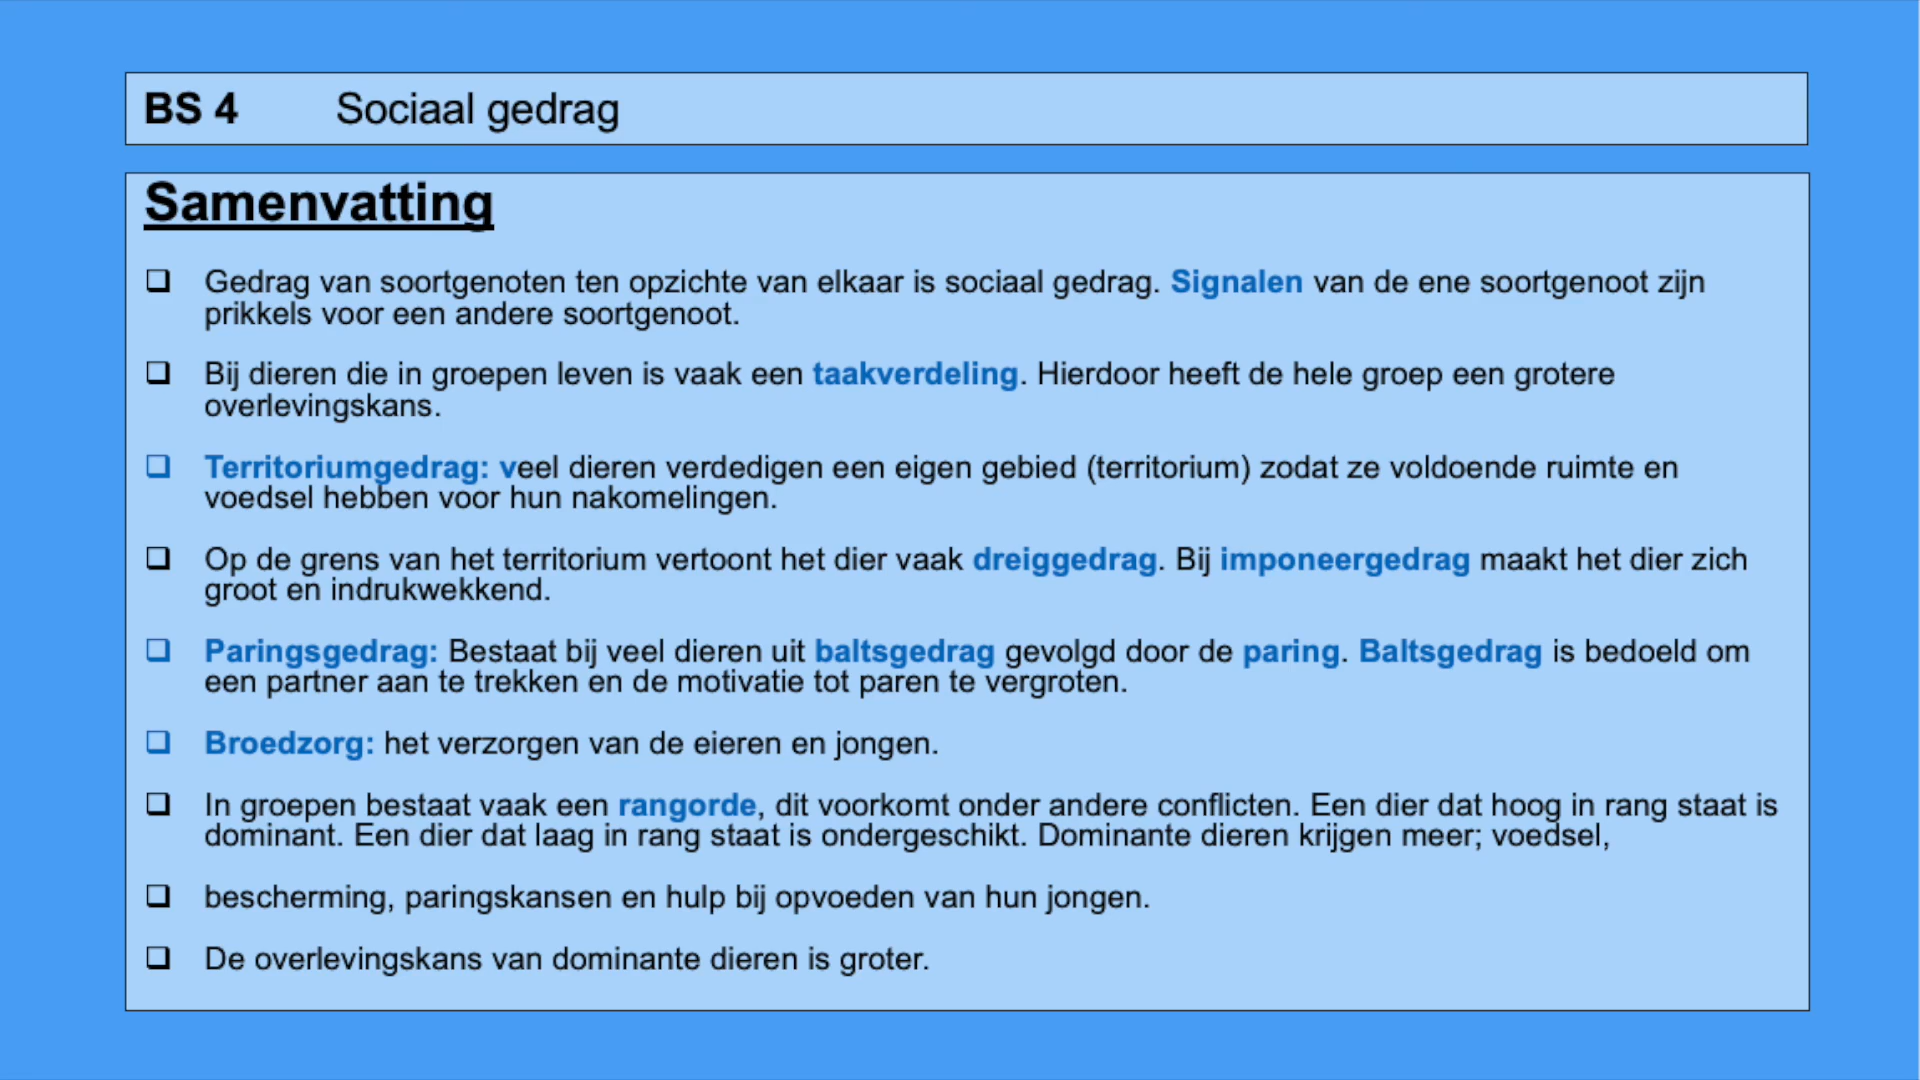 BS 4 Sociaal gedrag
Samenvatting
❑ Gedrag van soortgenoten ten opzichte van elkaar is sociaal gedrag. Signalen van de ene soortgenoot zijn
prikkels voor een andere soortgenoot.
❑ Bij dieren die in groepen leven is vaak een taakverdeling. Hierdoor heeft de hele groep een grotere
overlevingskans.
❑ Territoriumgedrag: veel dieren verdedigen een eigen gebied (territorium) zodat ze voldoende ruimte en
voedsel hebben voor hun nakomelingen.
❑ Op de grens van het territorium vertoont het dier vaak dreiggedrag. Bij imponeergedrag maakt het dier zich
groot en indrukwekkend.
❑ Paringsgedrag: Bestaat bij veel dieren uit baltsgedrag gevolgd door de paring. Baltsgedrag is bedoeld om
een partner aan te trekken en de motivatie tot paren te vergroten.
❑ Broedzorg: het verzorgen van de eieren en jongen.
❑ In groepen bestaat vaak een rangorde, dit voorkomt onder andere conflicten. Een dier dat hoog in rang staat is
dominant. Een dier dat laag in rang staat is ondergeschikt. Dominante dieren krijgen meer; voedsel,
❑ bescherming, paringskansen en hulp bij opvoeden van hun jongen.
❑ De overlevingskans van dominante dieren is groter.